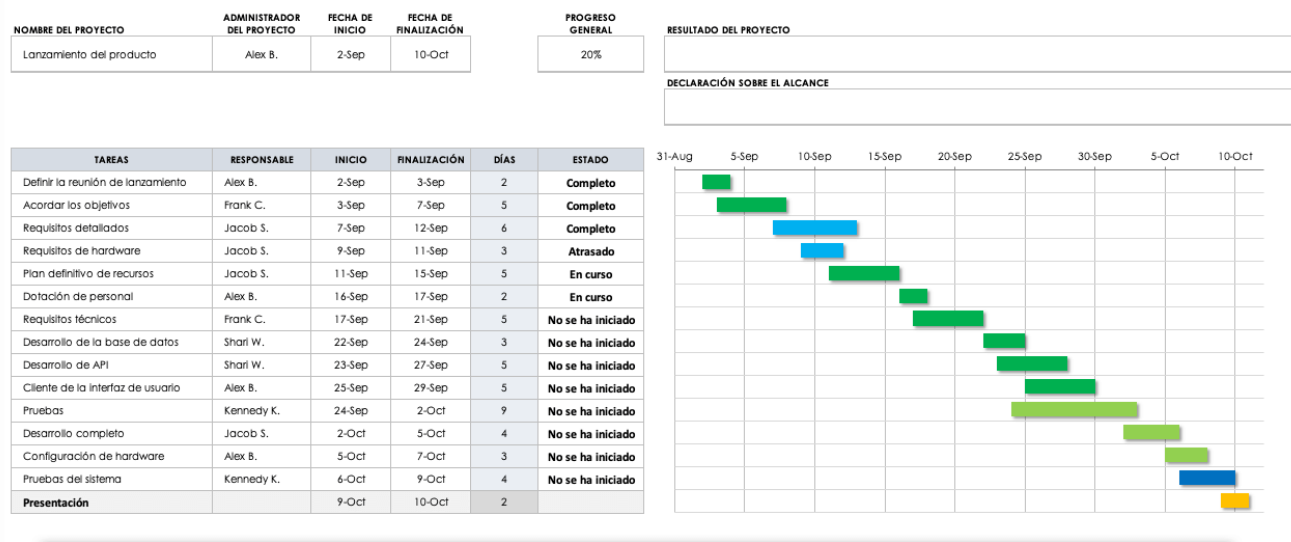 NOMBRE DEL PROYECTO ADMINISTRADOR DEL PROYECTO FECHA DE INICIO FECHA DE FINALIZACIÓN PROGRESO GENERAL RESULTADO DEL PROYECTO
Lanzamiento del producto Alex B. 2-Sep 10-Oct 20%
DECLARACIÓN SOBRE EL ALCANCE
TAREAS RESPONSABLE INICIO FINALIZACIÓN DÍAS ESTADO
31-Aug 5-Sep 10-Sep 15-Sep 20-Sep 25-Sep 30-Sep 5-Oct 10-Oct
Definir la reunión de lanzamiento Alex B. 2-Sep 3-Sep 2 Completo
Acordar los objetivos Frank C. 3-Sep 7-Sep 5 Completo
Requisitos detallados Jacob S. 7-Sep 12-Sep 6 Completo
Requisitos de hardware Jacob S. 9-Sep 11-Sep 3 Atrasado
Plan definitivo de recursos Jacob S. 11-Sep 15-Sep 5 En curso
Dotación de personal Alex B. 16-Sep 17-Sep 2 En curso
Requisitos técnicos Frank C. 17-Sep 21-Sep 5 No se ha iniciado
Desarrollo de la base de datos Shari W. 22-Sep 24-Sep 3 No se ha iniciado
Desarrollo de API Shari W. 23-Sep 27-Sep 5 No se ha iniciado
Cliente de la interfaz de usuario Alex B. 25-Sep 29-Sep 5 No se ha iniciado
Pruebas Kennedy K. 24-Sep 2-Oct 9 No se ha iniciado
Desarrollo completo Jacob S. 2-Oct 5-Oct 4 No se ha iniciado
Configuración de hardware Alex B. 5-Oct 7-Oct 3 No se ha iniciado
Pruebas del sistema Kennedy K. 6-Oct 9-Oct 4 No se ha iniciado
Presentación 9-Oct 10-Oct 2